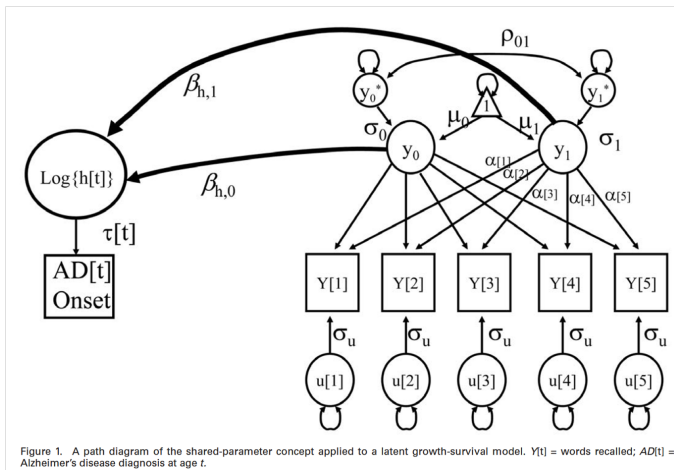 ρ01
βh,1
y0*
1
y1*
μ0
μ1
σ0
σ1
y0
y1
Log{h[t]}
βh,0
α[1]
α[2]
α[3]
α[4]
α[5]
τ[t]
AD[t]
Onset
Y[1]
Y[2]
Y[3]
Y[4]
Y[5]
σu
σu
σu
σu
σu
u[1]
u[2]
u[3]
u[4]
u[5]
Figure 1. A path diagram of the shared-parameter concept applied to a latent growth-survival model. Y[t] = words recalled; AD[t] =
Alzheimer's disease diagnosis at age t.